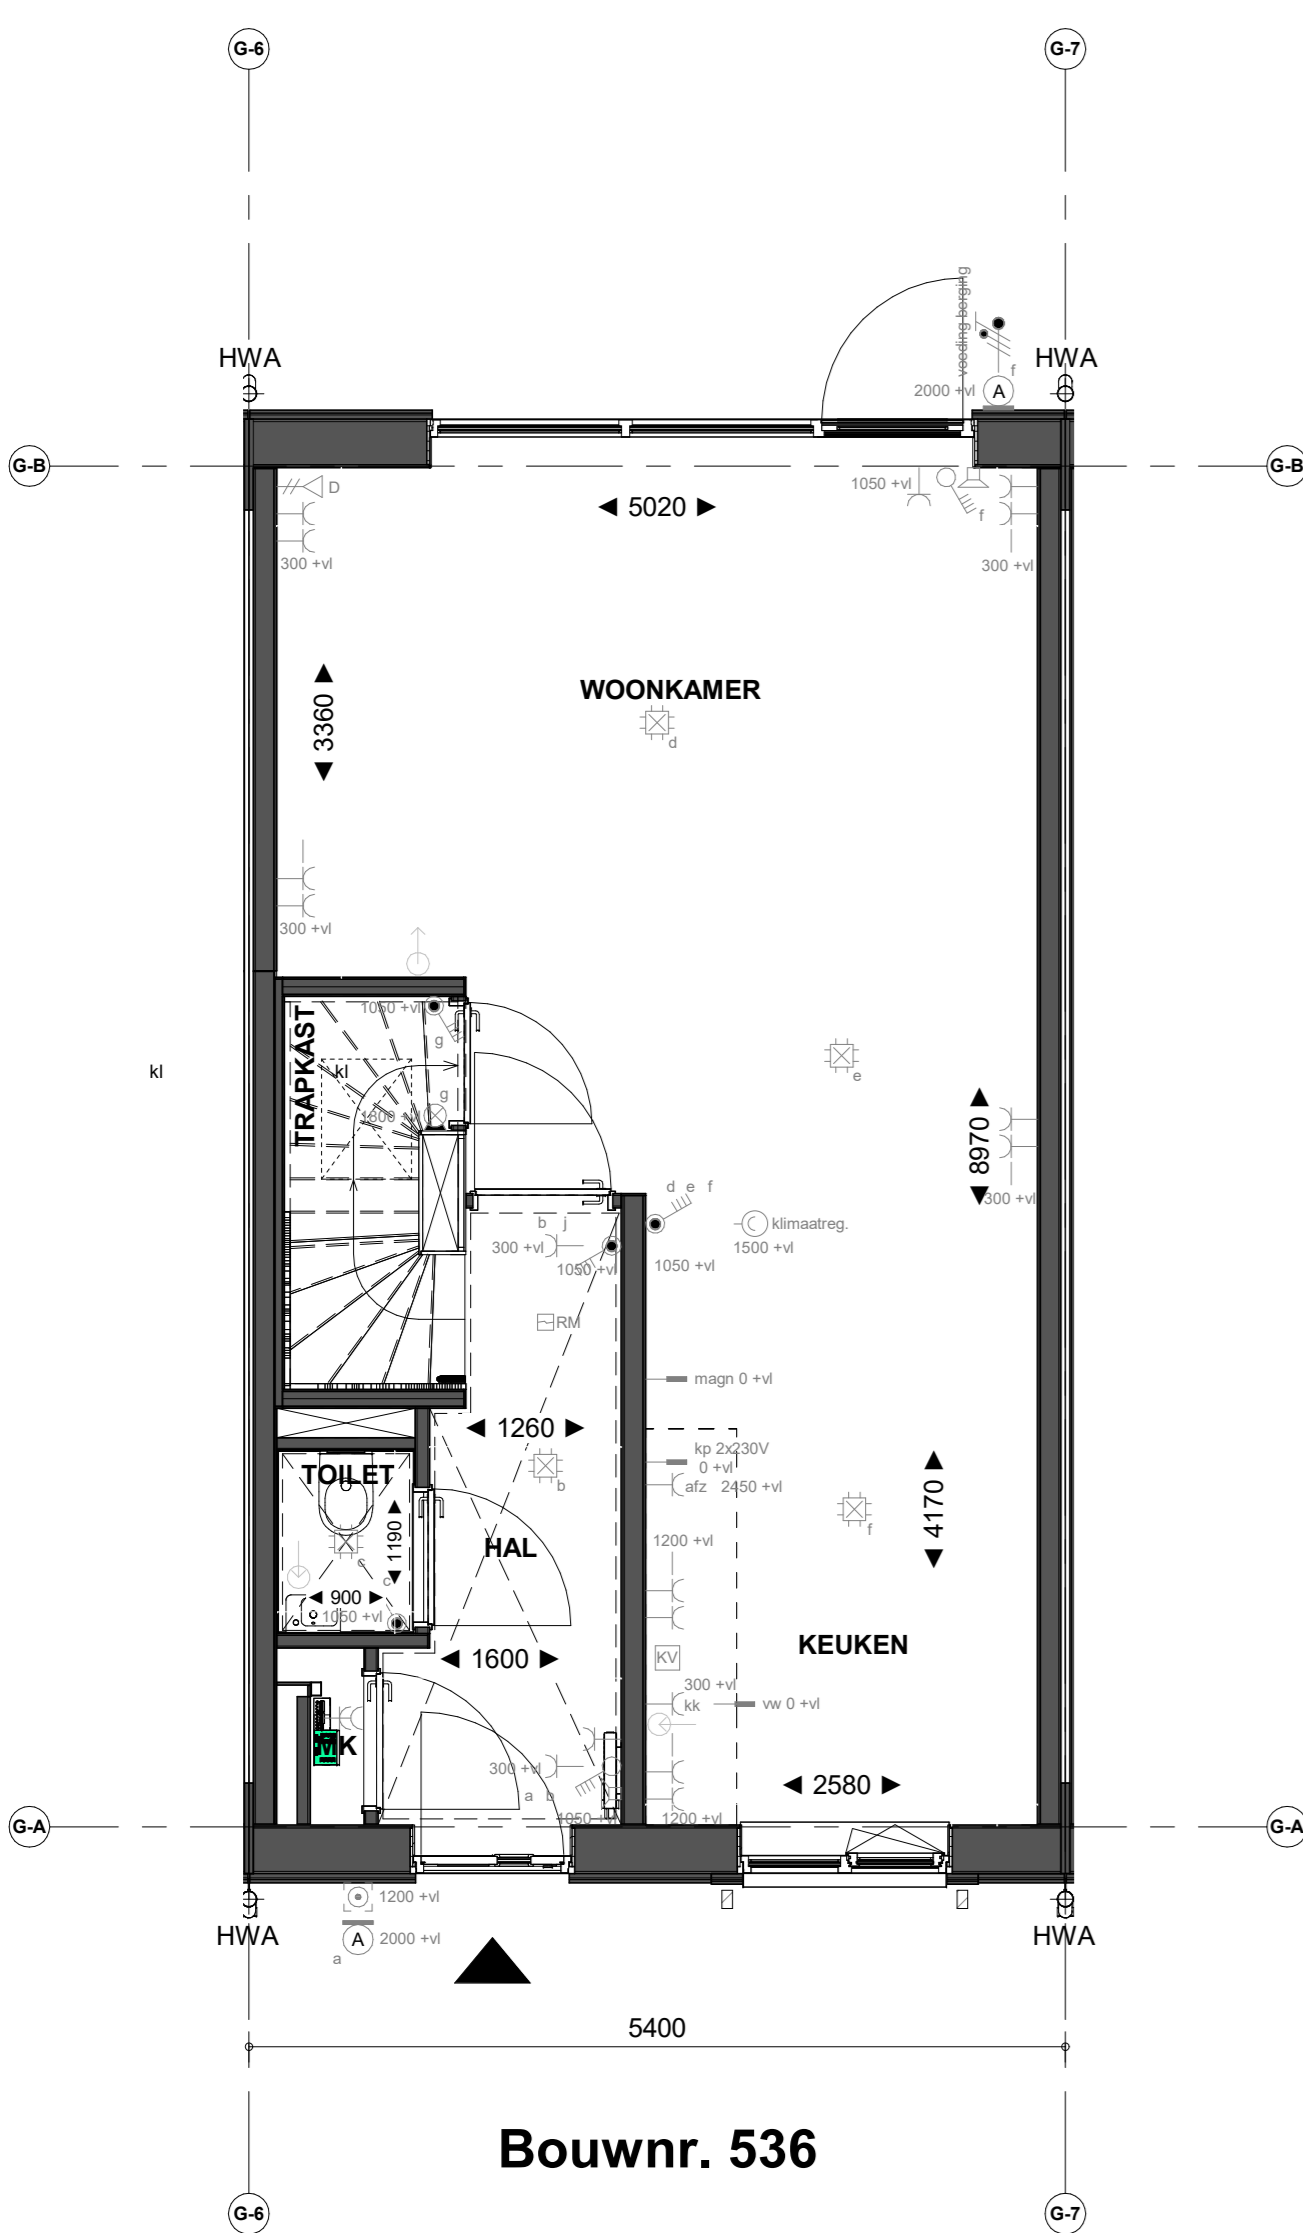 G-6
G-7
HWA
HWA
voeding berging
f
2000 +vl
A
G-B
G-B
D
1050 +vl
f
5020
300 +vl
300 +vl
WOONKAMER
3360
d
300 +vl
1050 +vl
g
TRAPKAST
e
kl
kl
g
8970
d e f
300 +vl
b j
klimaatreg.
300 +vl
1500 +vl
1050 +vl
1050 +vl
RM
magn 0 +vl
1260
kp 2x230V
0 +vl
TOILET
b
afz 2450 +vl
4170
f
1190
HAL
1200 +vl
c
c
900
1050 +vl
KEUKEN
1600
KV
300 +vl
kk
vw 0 +vl
MK
300 +vl
a b
2580
1050 +vl
1200 +vl
G-A
G-A
1200 +vl
HWA
A
2000 +vl
HWA
a
5400
Bouwnr. 536
G-6
G-7